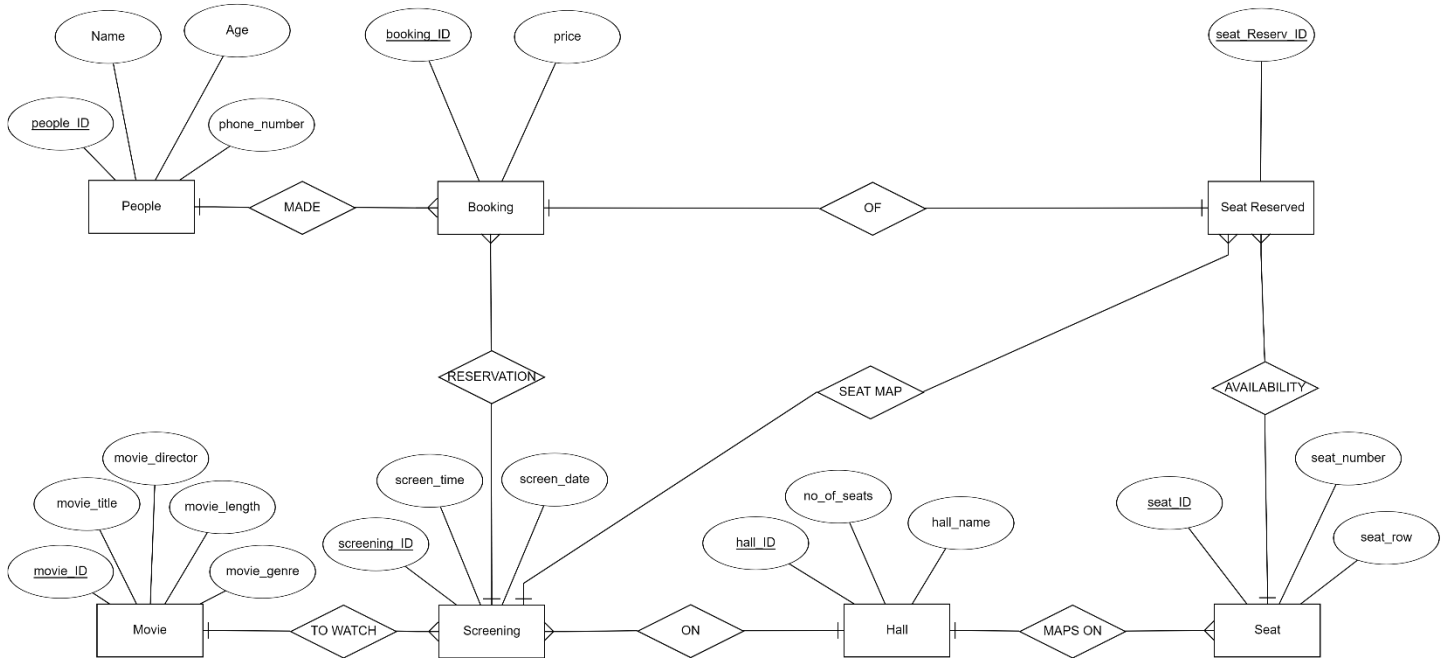 Name
Age
booking_ID
price
seat_Reserv_ID
people_ID
phone_number
People
MADE
Booking
OF
Seat Reserved
RESERVATION
SEAT MAP
AVAILABILITY
movie_director
seat_number
screen_time
screen_date
movie_title
movie_length
no_of_seats
seat_ID
hall_name
screening_ID
hall_ID
seat_row
movie_ID
movie_genre
Movie
TO WATCH
Screening
ON
Hall
MAPS ON
Seat